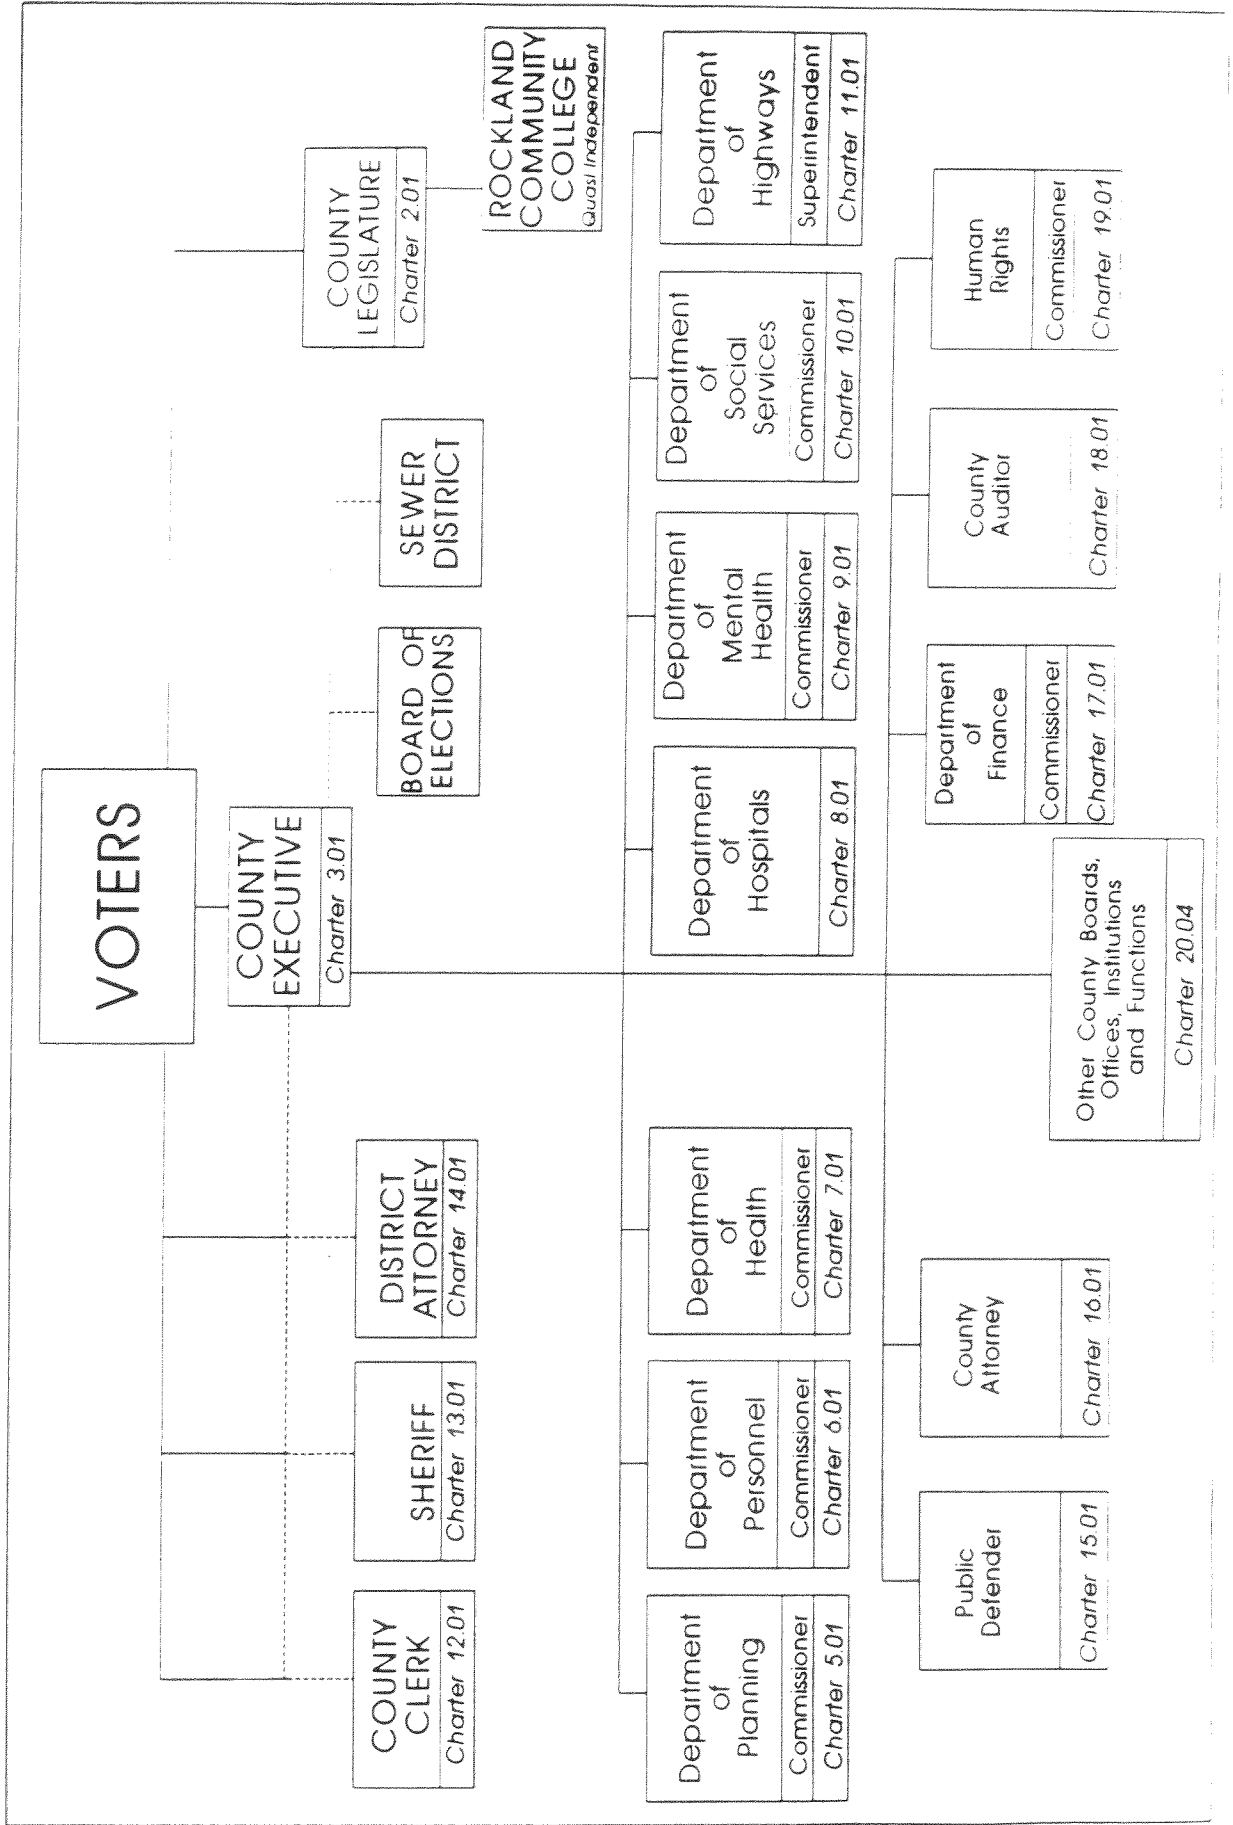 VOTERS
COUNTY
EXECUTIVE
Charter 3.01
COUNTY
LEGISLATURE
Charter 2.01
ROCKLAND
COMMUNITY
COLLEGE
Quasi Independent
COUNTY
CLERK
Charter 12.01
SHERIFF
Charter 13.01
DISTRICT
ATTORNEY
Charter 14.01
BOARD OF
ELECTIONS
SEWER
DISTRICT
Department
of
Planning
Commissioner
Charter 5.01
Department
of
Personnel
Commissioner
Charter 6.01
Department
of
Health
Commissioner
Charter 7.01
Department
of
Hospitals
Charter 8.01
Department
of
Mental
Health
Commissioner
Charter 9.01
Department
of
Social
Services
Commissioner
Charter 10.01
Department
of
Highways
Superintendent
Charter 11.01
Public
Defender
Charter 15.01
County
Attorney
Charter 16.01
Other County Boards,
Offices, Institutions
and Functions
Charter 20.04
Department
of
Finance
Commissioner
Charter 17.01
County
Auditor
Charter 18.01
Human
Rights
Commissioner
Charter 19.01